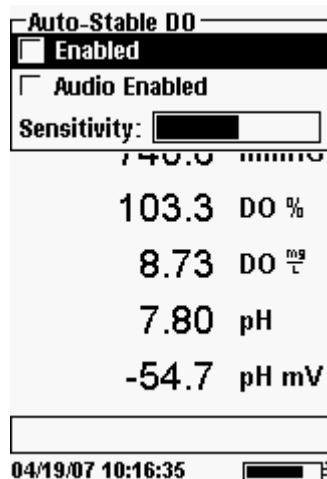 Auto-Stable DO
Enabled
Audio Enabled
Sensitivity:
103.3 DO %
8.73 DO mg/L
7.80 pH
-54.7 pH mV
04/19/07 10:16:35